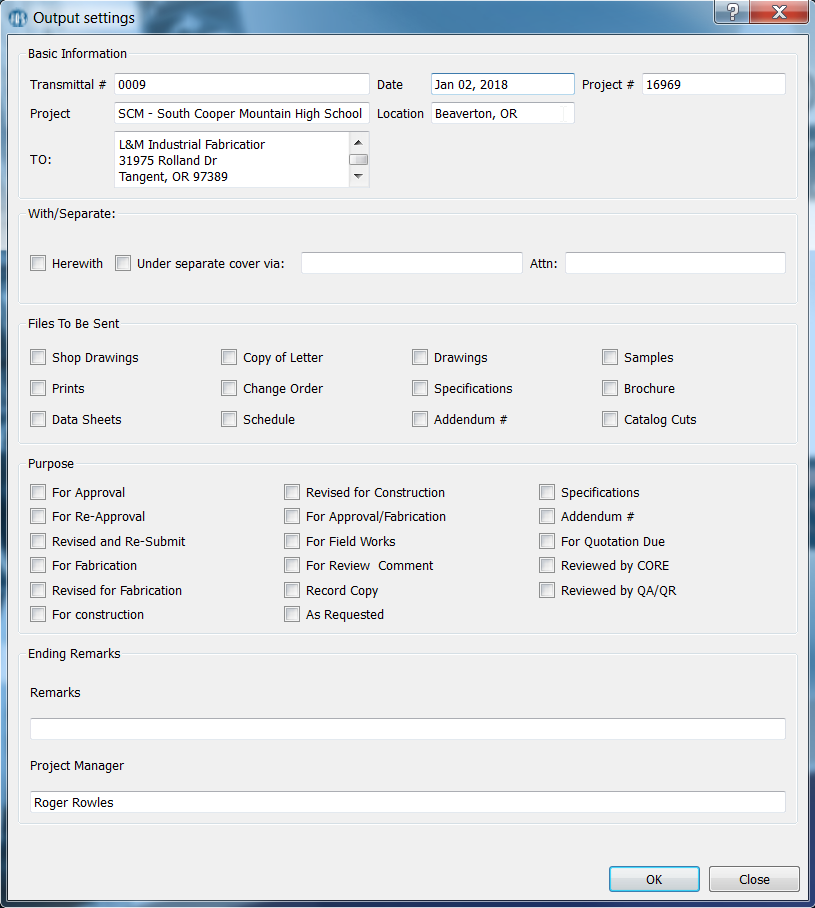 Output settings
Basic Information
Transmittal # 0009 Date Jan 02, 2018 Project # 16969
Project SCM - South Cooper Mountain High School Location Beaverton, OR
TO:
L&M Industrial Fabricatior
31975 Rolland Dr
Tangent, OR 97389
With/Separate:
Herewith Under separate cover via: Attn:
Files To Be Sent
Shop Drawings Copy of Letter Drawings Samples
Prints Change Order Specifications Brochure
Data Sheets Schedule Addendum # Catalog Cuts
Purpose
For Approval Revised for Construction Specifications
For Re-Approval For Approval/Fabrication Addendum #
Revised and Re-Submit For Field Works For Quotation Due
For Fabrication For Review  Comment Reviewed by CORE
Revised for Fabrication Record Copy Reviewed by QA/QR
For construction As Requested
Ending Remarks
Remarks
Project Manager
Roger Rowles
OK Close